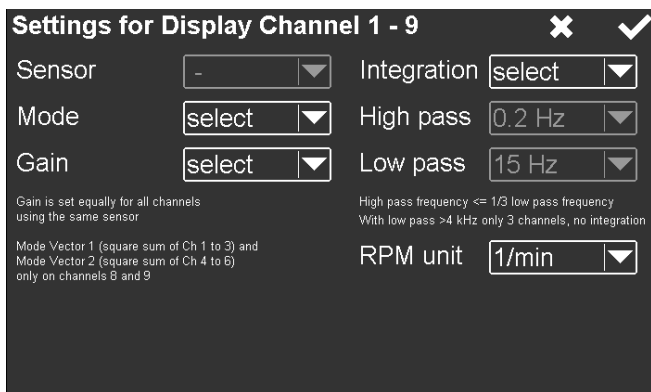 Settings for Display Channel 1 - 9
Sensor
-
Integration
select
Mode
select
High pass
0.2 Hz
Gain
select
Low pass
15 Hz
Gain is set equally for all channels
using the same sensor
High pass frequency <= 1/3 low pass frequency
With low pass >4 kHz only 3 channels, no integration
Mode Vector 1 (square sum of Ch 1 to 3) and
Mode Vector 2 (square sum of Ch 4 to 6)
only on channels 8 and 9
RPM unit
1/min